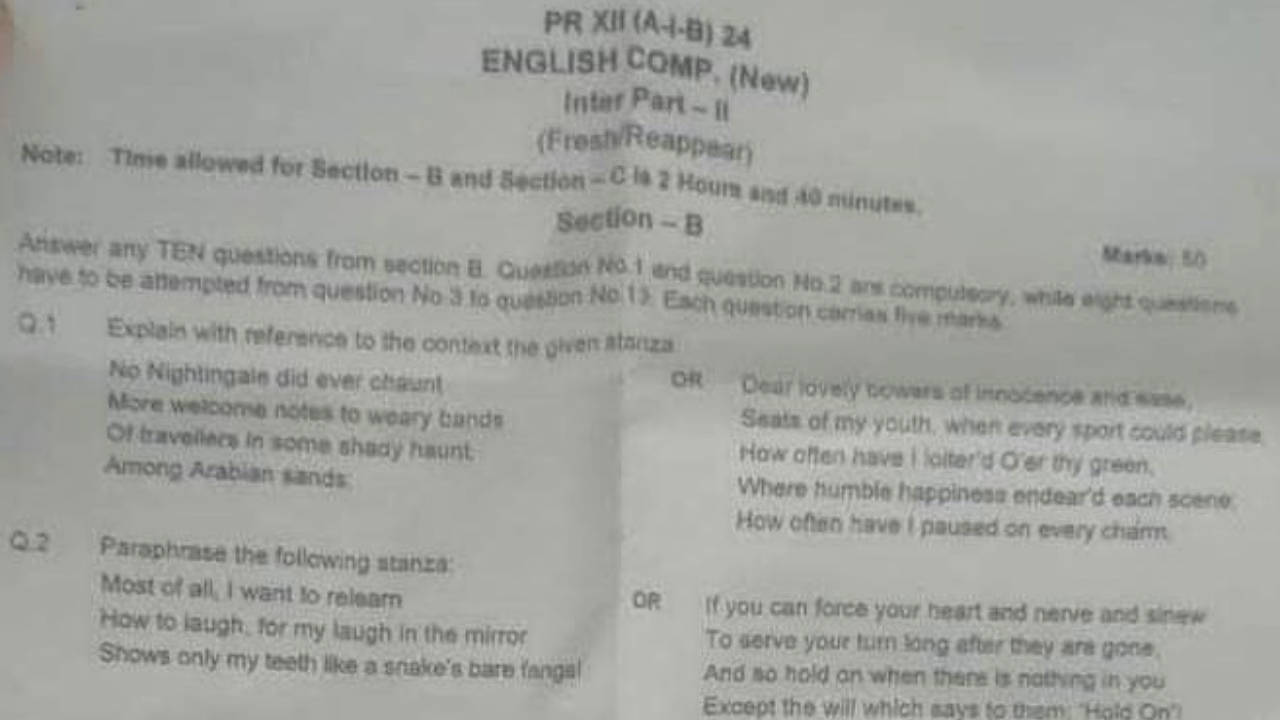 PR XII (A-I-B) 24
ENGLISH COMP. (New)
Inter Part – II
(Fresh/Reappear)
Note: Time allowed for Section – B and Section – C is 2 Hours and 40 minutes.
Section – B
Marks: 50
Answer any TEN questions from section B. Question No.1 and question No.2 are compulsory, while eight questions
have to be attempted from question No.3 to question No.13. Each question carries five marks.
Q.1 Explain with reference to the context the given stanza
No Nightingale did ever chaunt
More welcome notes to weary bands
Of travellers in some shady haunt,
Among Arabian sands:
OR Dear lovely bowers of innocence and ease,
Seats of my youth, when every sport could please,
How often have I loiter'd O'er thy green,
Where humble happiness endear'd each scene;
How often have I paused on every charm,
Q.2 Paraphrase the following stanza:
Most of all, I want to relearn
How to laugh, for my laugh in the mirror
Shows only my teeth like a snake's bare fangs!
OR If you can force your heart and nerve and sinew
To serve your turn long after they are gone,
And so hold on when there is nothing in you
Except the will which says to them: 'Hold On'!